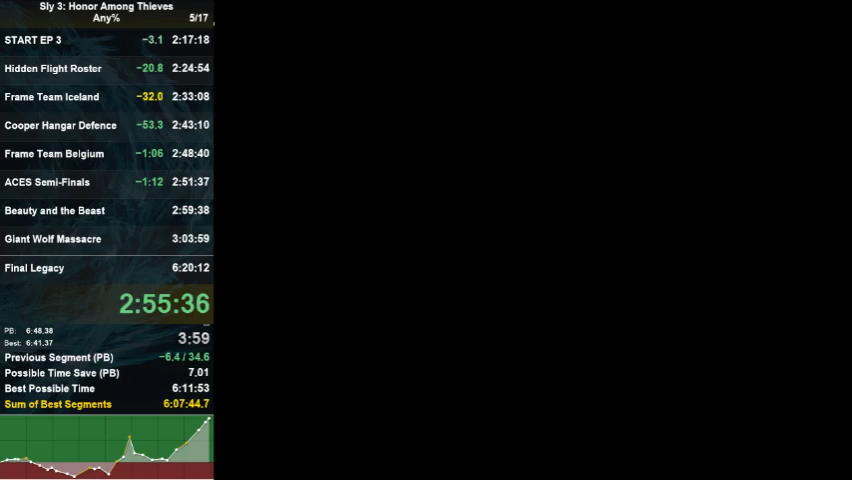 Sly 3: Honor Among Thieves
Any% 5/17
START EP 3 −3.1 2:17:18
Hidden Flight Roster −20.8 2:24:54
Frame Team Iceland −32.0 2:33:08
Cooper Hangar Defence −53.3 2:43:10
Frame Team Belgium −1:06 2:48:40
ACES Semi-Finals −1:12 2:51:37
Beauty and the Beast 2:59:38
Giant Wolf Massacre 3:03:59
Final Legacy 6:20:12
2:55:36
PB: 6:48.38
Best: 6:41.37
3:59
Previous Segment (PB) −6.4 / 34.6
Possible Time Save (PB) 7.01
Best Possible Time 6:11:53
Sum of Best Segments 6:07:44.7